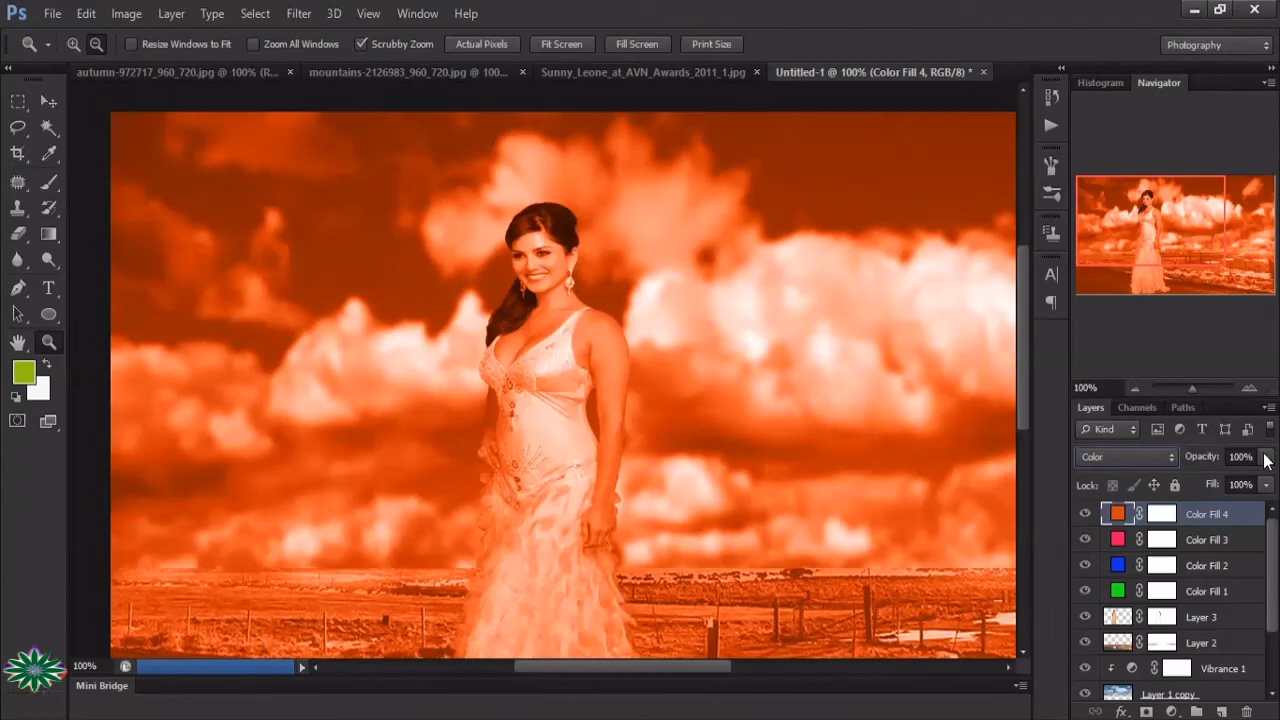 Ps File Edit Image Layer Type Select Filter 3D View Window Help
Resize Windows to Fit Zoom All Windows Scrubby Zoom Actual Pixels Fit Screen Fill Screen Print Size Photography
autumn-972717_960_720.jpg @ 100% (R... × mountains-2126983_960_720.jpg @ 100... × Sunny_Leone_at_AVN_Awards_2011_1.jpg × Untitled-1 @ 100% (Color Fill 4, RGB/8) * ×
Histogram Navigator
100%
Layers Channels Paths
Kind
Color Opacity: 100%
Lock: Fill: 100%
Color Fill 4
Color Fill 3
Color Fill 2
Color Fill 1
Layer 3
Layer 2
Vibrance 1
Layer 1 copy
100%
Mini Bridge